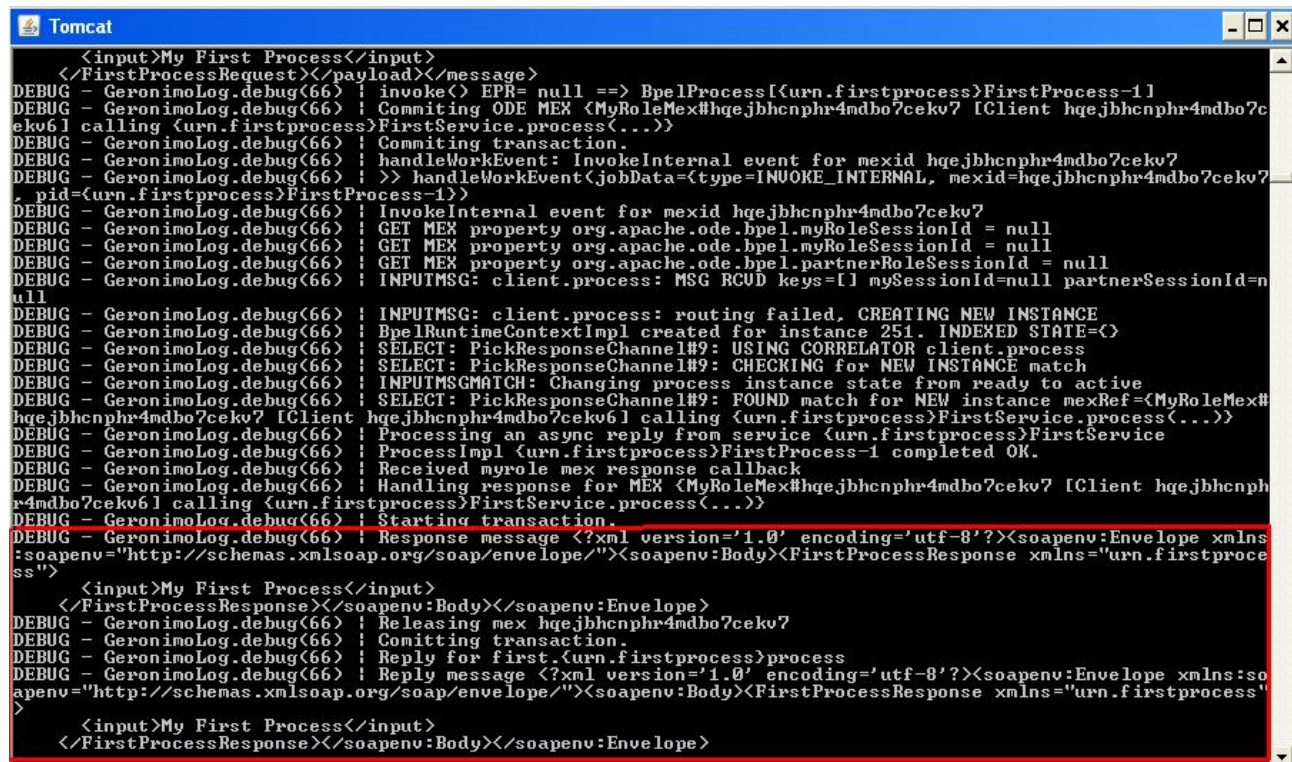 Tomcat
<input>My First Process</input>
</FirstProcessRequest></payload></message>
DEBUG - GeronimoLog.debug(66) | invoke() EPR= null ==> BpelProcess[{urn.firstprocess}FirstProcess-1]
DEBUG - GeronimoLog.debug(66) | Commiting ODE MEX {MyRoleMex#hqejbhcnphr4mdbo7cekv7 [Client hqejbhcnphr4mdbo7c
ekv6] calling {urn.firstprocess}FirstService.process(...)}
DEBUG - GeronimoLog.debug(66) | Commiting transaction.
DEBUG - GeronimoLog.debug(66) | handleWorkEvent: InvokeInternal event for mexid hqejbhcnphr4mdbo7cekv7
DEBUG - GeronimoLog.debug(66) | >> handleWorkEvent(jobData={type=INVOKE_INTERNAL, mexid=hqejbhcnphr4mdbo7cekv7
, pid={urn.firstprocess}FirstProcess-1})
DEBUG - GeronimoLog.debug(66) | InvokeInternal event for mexid hqejbhcnphr4mdbo7cekv7
DEBUG - GeronimoLog.debug(66) | GET MEX property org.apache.ode.bpel.myRoleSessionId = null
DEBUG - GeronimoLog.debug(66) | GET MEX property org.apache.ode.bpel.myRoleSessionId = null
DEBUG - GeronimoLog.debug(66) | GET MEX property org.apache.ode.bpel.partnerRoleSessionId = null
DEBUG - GeronimoLog.debug(66) | INPUTMSG: client.process: MSG RCVD keys=[] mySessionId=null partnerSessionId=n
ull
DEBUG - GeronimoLog.debug(66) | INPUTMSG: client.process: routing failed, CREATING NEW INSTANCE
DEBUG - GeronimoLog.debug(66) | BpelRuntimeContextImpl created for instance 251. INDEXED STATE={}
DEBUG - GeronimoLog.debug(66) | SELECT: PickResponseChannel#9: USING CORRELATOR client.process
DEBUG - GeronimoLog.debug(66) | SELECT: PickResponseChannel#9: CHECKING for NEW INSTANCE match
DEBUG - GeronimoLog.debug(66) | INPUTMSGMATCH: Changing process instance state from ready to active
DEBUG - GeronimoLog.debug(66) | SELECT: PickResponseChannel#9: FOUND match for NEW instance mexRef={MyRoleMex#
hqejbhcnphr4mdbo7cekv7 [Client hqejbhcnphr4mdbo7cekv6] calling {urn.firstprocess}FirstService.process(...)}
DEBUG - GeronimoLog.debug(66) | Processing an async reply from service {urn.firstprocess}FirstService
DEBUG - GeronimoLog.debug(66) | ProcessImpl {urn.firstprocess}FirstProcess-1 completed OK.
DEBUG - GeronimoLog.debug(66) | Received myrole mex response callback
DEBUG - GeronimoLog.debug(66) | Handling response for MEX {MyRoleMex#hqejbhcnphr4mdbo7cekv7 [Client hqejbhcnph
r4mdbo7cekv6] calling {urn.firstprocess}FirstService.process(...)}
DEBUG - GeronimoLog.debug(66) | Starting transaction.
DEBUG - GeronimoLog.debug(66) | Response message <?xml version='1.0' encoding='utf-8'?><soapenv:Envelope xmlns
:soapenv="http://schemas.xmlsoap.org/soap/envelope/"><soapenv:Body><FirstProcessResponse xmlns="urn.firstproce
ss">
<input>My First Process</input>
</FirstProcessResponse></soapenv:Body></soapenv:Envelope>
DEBUG - GeronimoLog.debug(66) | Releasing mex hqejbhcnphr4mdbo7cekv7
DEBUG - GeronimoLog.debug(66) | Comitting transaction.
DEBUG - GeronimoLog.debug(66) | Reply for first.{urn.firstprocess}process
DEBUG - GeronimoLog.debug(66) | Reply message <?xml version='1.0' encoding='utf-8'?><soapenv:Envelope xmlns:so
apenv="http://schemas.xmlsoap.org/soap/envelope/"><soapenv:Body><FirstProcessResponse xmlns="urn.firstprocess"
>
<input>My First Process</input>
</FirstProcessResponse></soapenv:Body></soapenv:Envelope>